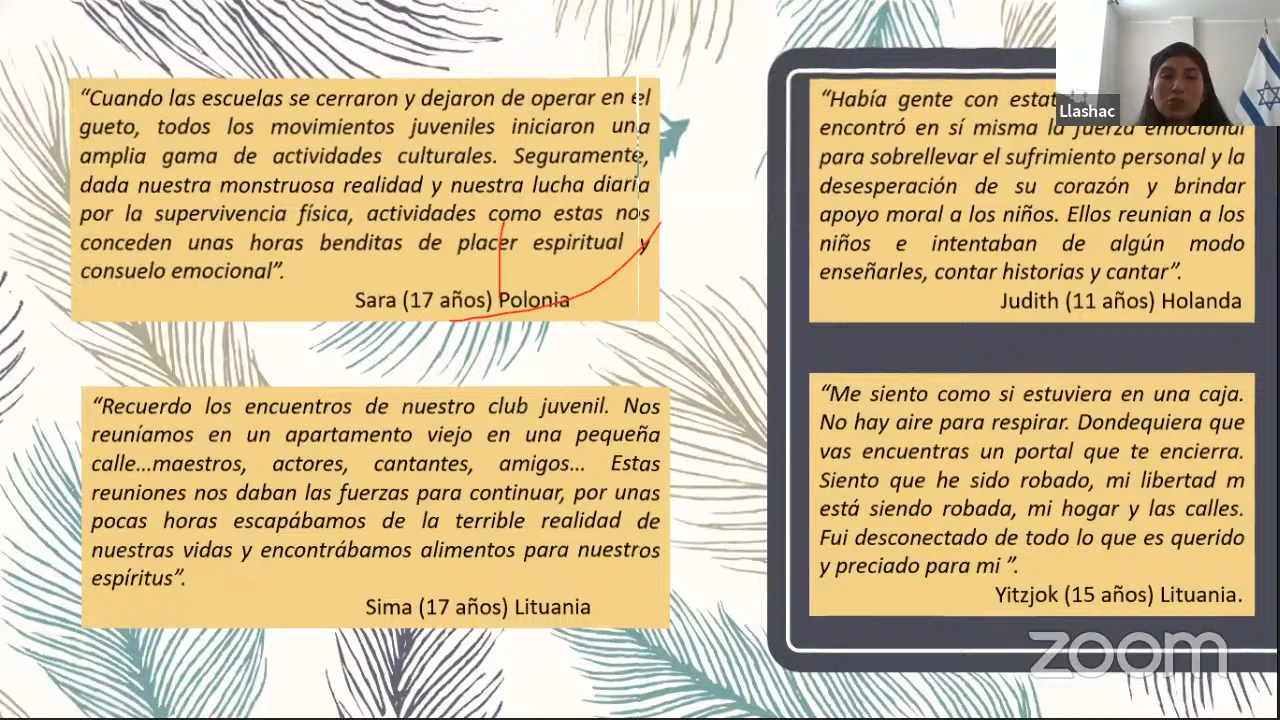 “Cuando las escuelas se cerraron y dejaron de operar en el
gueto, todos los movimientos juveniles iniciaron una
amplia gama de actividades culturales. Seguramente,
dada nuestra monstruosa realidad y nuestra lucha diaria
por la supervivencia física, actividades como estas nos
conceden unas horas benditas de placer espiritual y
consuelo emocional”.
Sara (17 años) Polonia
“Recuerdo los encuentros de nuestro club juvenil. Nos
reuníamos en un apartamento viejo en una pequeña
calle...maestros, actores, cantantes, amigos... Estas
reuniones nos daban las fuerzas para continuar, por unas
pocas horas escapábamos de la terrible realidad de
nuestras vidas y encontrábamos alimentos para nuestros
espíritus”.
Sima (17 años) Lituania
“Había gente con
encontró en sí misma la fuerza emocional
para sobrellevar el sufrimiento personal y la
desesperación de su corazón y brindar
apoyo moral a los niños. Ellos reunian a los
niños e intentaban de algún modo
enseñarles, contar historias y cantar”.
Judith (11 años) Holanda
“Me siento como si estuviera en una caja.
No hay aire para respirar. Dondequiera que
vas encuentras un portal que te encierra.
Siento que he sido robado, mi libertad m
está siendo robada, mi hogar y las calles.
Fui desconectado de todo lo que es querido
y preciado para mi ”.
Yitzjok (15 años) Lituania.
Llashac
zoom